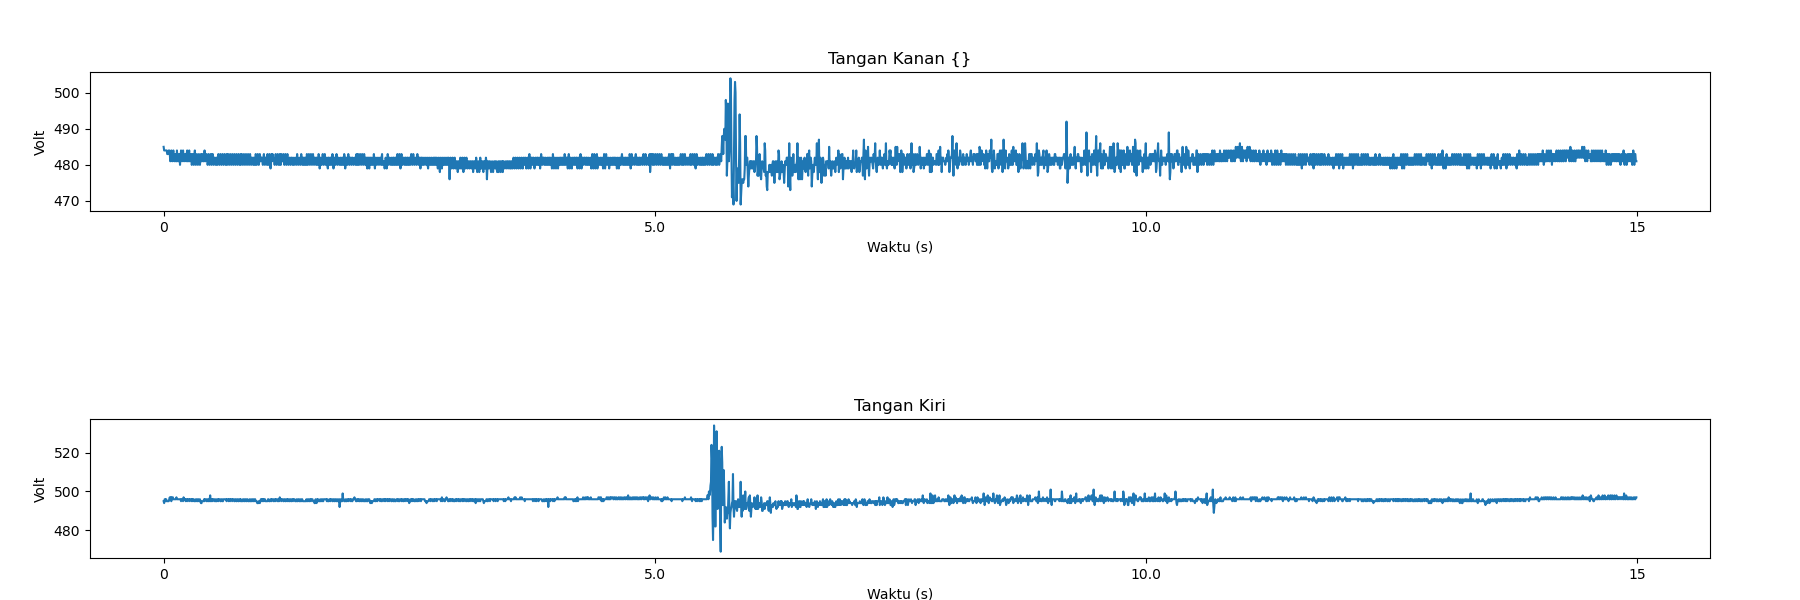 Tangan Kanan {}
Volt
500
490
480
470
0 5.0 10.0 15
Waktu (s)
Tangan Kiri
Volt
520
500
480
0 5.0 10.0 15
Waktu (s)